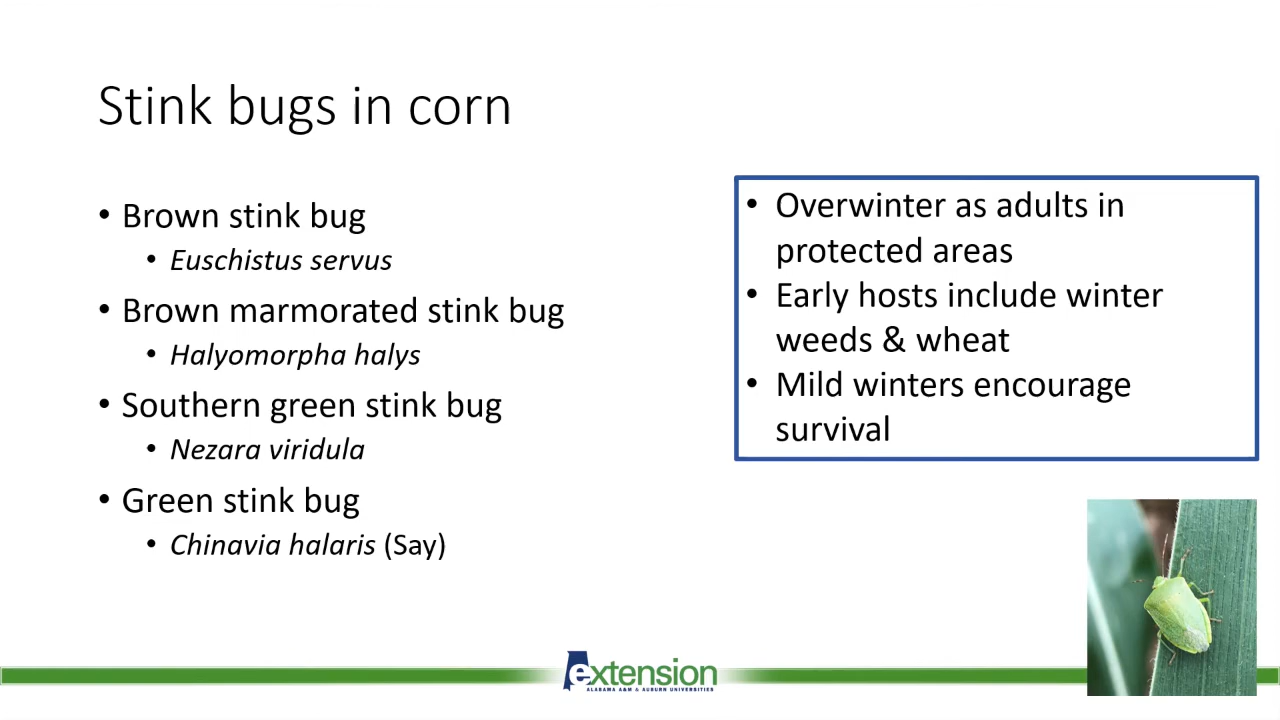 Stink bugs in corn
• Brown stink bug
• Euschistus servus
• Brown marmorated stink bug
• Halyomorpha halys
• Southern green stink bug
• Nezara viridula
• Green stink bug
• Chinavia halaris (Say)
• Overwinter as adults in
protected areas
• Early hosts include winter
weeds & wheat
• Mild winters encourage
survival
extension
ALABAMA A&M & AUBURN UNIVERSITIES